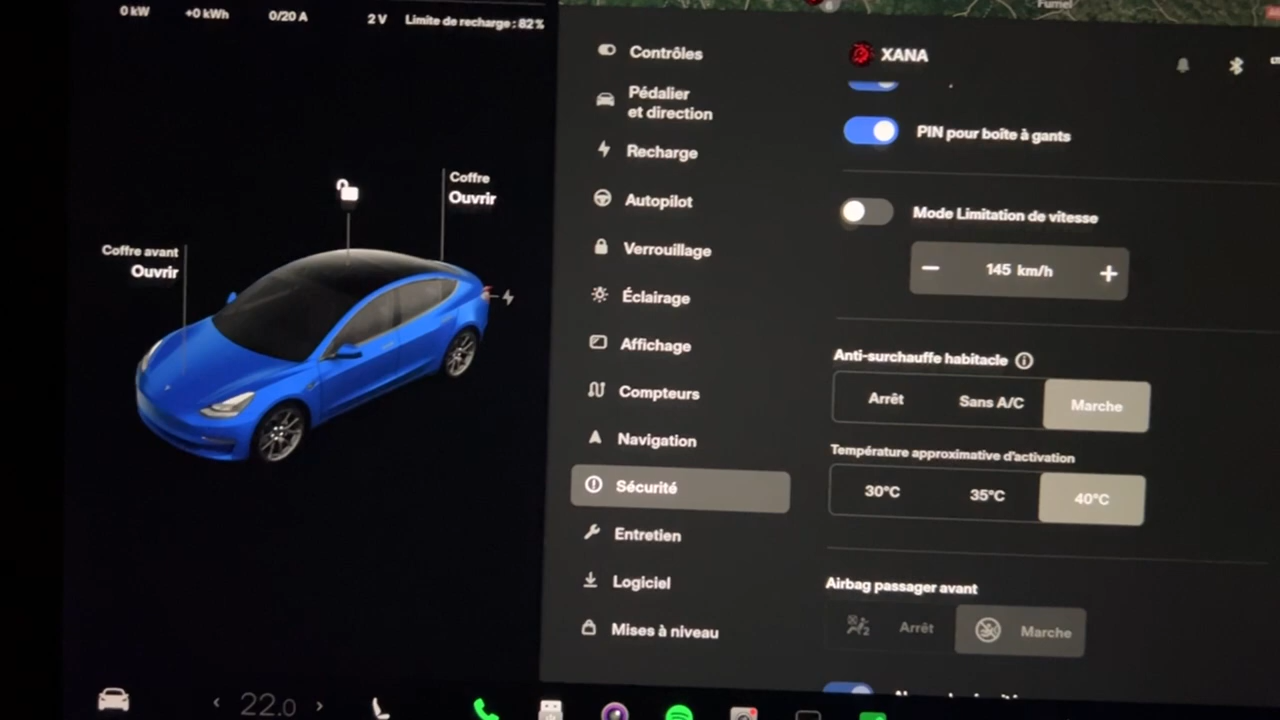 0 kW
+0 kWh
0/20 A
2 V
Limite de recharge : 82 %
Coffre
Ouvrir
Coffre avant
Ouvrir
22.0
Contrôles
Pédalier
et direction
Recharge
Autopilot
Verrouillage
Éclairage
Affichage
Compteurs
Navigation
Sécurité
Entretien
Logiciel
Mises à niveau
Fumel
XANA
PIN pour boîte à gants
Mode Limitation de vitesse
145 km/h
Anti-surchauffe habitacle
Arrêt
Sans A/C
Marche
Température approximative d'activation
30°C
35°C
40°C
Airbag passager avant
Arrêt
Marche